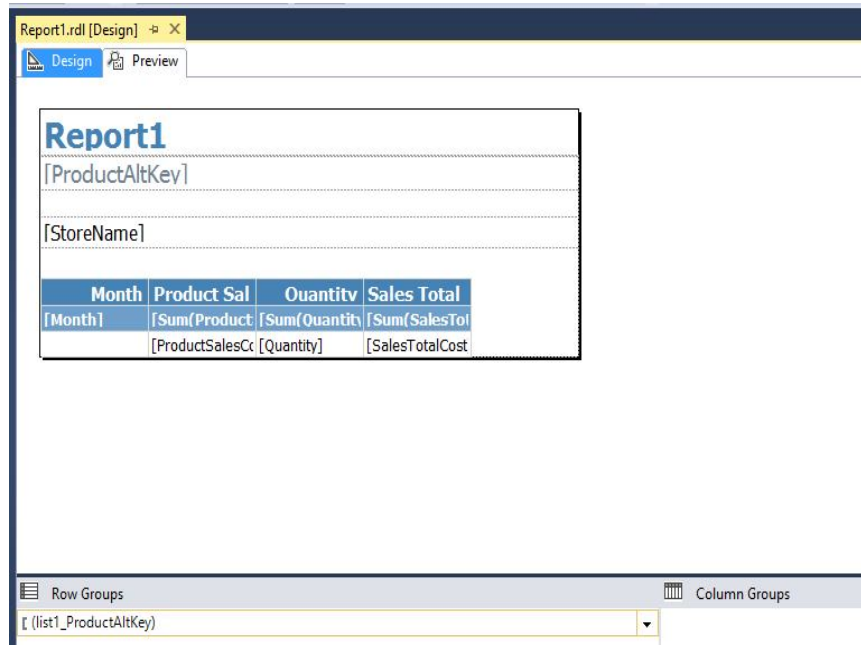 Report1.rdl [Design]
Design Preview
Report1
[ProductAltKey]
[StoreName]
Month Product Sal Quantity Sales Total
[Month] [Sum(Product [Sum(Quantity [Sum(SalesTot
[ProductSalesCo [Quantity] [SalesTotalCost
Row Groups Column Groups
[ (list1_ProductAltKey)